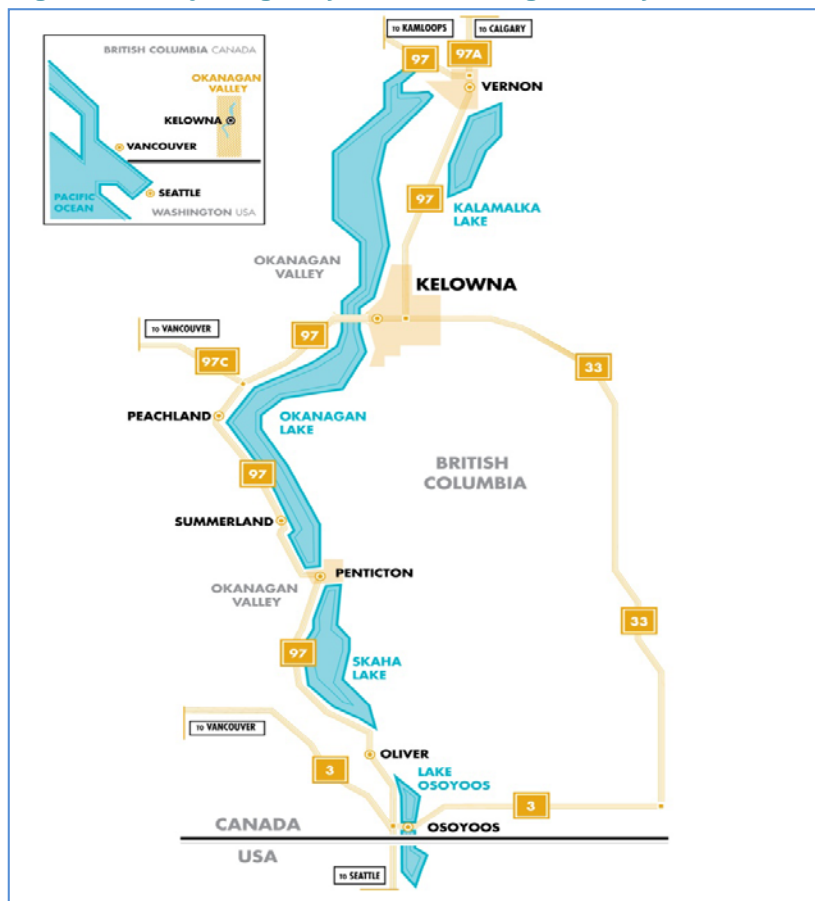 BRITISH COLUMBIA CANADA
OKANAGAN
VALLEY
KELOWNA
VANCOUVER
SEATTLE
PACIFIC
OCEAN
WASHINGTON USA
TO KAMLOOPS
TO CALGARY
97
97A
VERNON
97
KALAMALKA
LAKE
OKANAGAN
VALLEY
KELOWNA
TO VANCOUVER
97
97C
33
PEACHLAND
OKANAGAN
LAKE
BRITISH
COLUMBIA
97
SUMMERLAND
PENTICTON
OKANAGAN
VALLEY
33
97
SKAHA
LAKE
TO VANCOUVER
OLIVER
3
LAKE
OSOYOOS
3
CANADA
OSOYOOS
USA
TO SEATTLE